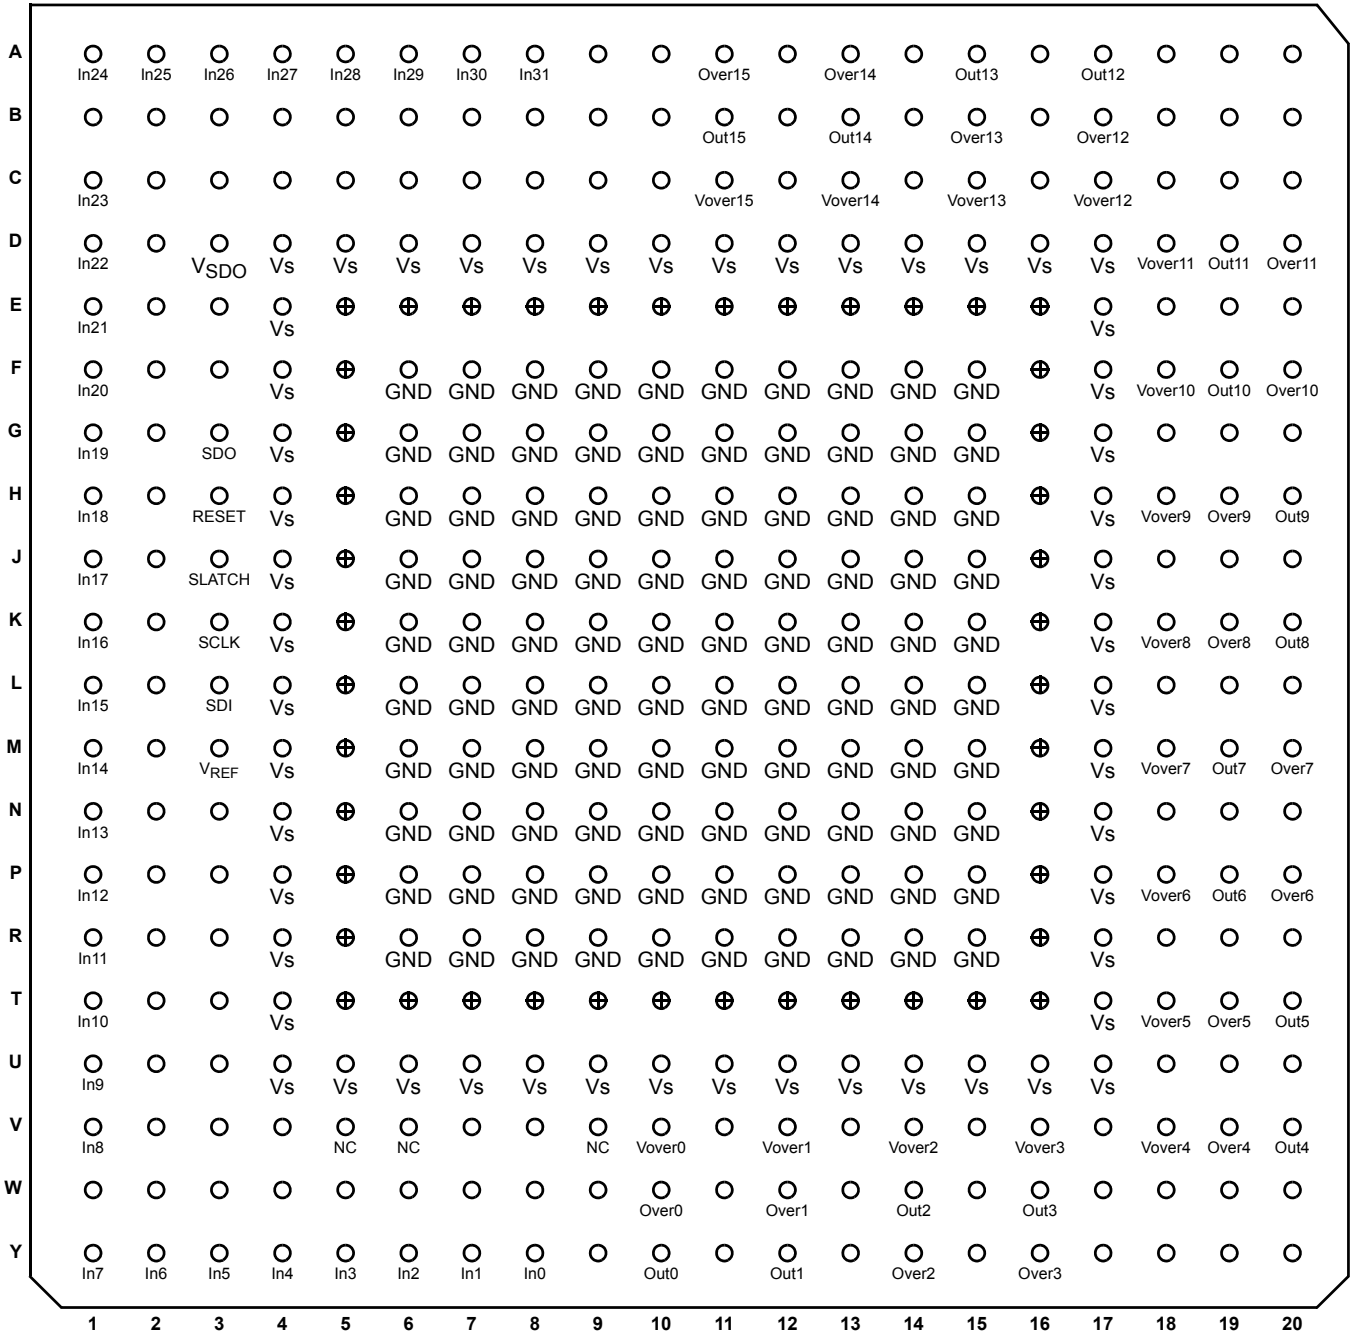 A
In24 In25 In26 In27 In28 In29 In30 In31 Over15 Over14 Out13 Out12
B
Out15 Out14 Over13 Over12
C
In23 Vover15 Vover14 Vover13 Vover12
D
In22 VSDO Vs Vs Vs Vs Vs Vs Vs Vs Vs Vs Vs Vs Vs Vs Vover11 Out11 Over11
E
In21 Vs Vs
F
In20 Vs GND GND GND GND GND GND GND GND GND GND Vs Vover10 Out10 Over10
G
In19 SDO Vs GND GND GND GND GND GND GND GND GND GND Vs
H
In18 RESET Vs GND GND GND GND GND GND GND GND GND GND Vs Vover9 Over9 Out9
J
In17 SLATCH Vs GND GND GND GND GND GND GND GND GND GND Vs
K
In16 SCLK Vs GND GND GND GND GND GND GND GND GND GND Vs Vover8 Over8 Out8
L
In15 SDI Vs GND GND GND GND GND GND GND GND GND GND Vs
M
In14 VREF Vs GND GND GND GND GND GND GND GND GND GND Vs Vover7 Out7 Over7
N
In13 Vs GND GND GND GND GND GND GND GND GND GND Vs
P
In12 Vs GND GND GND GND GND GND GND GND GND GND Vs Vover6 Out6 Over6
R
In11 Vs GND GND GND GND GND GND GND GND GND GND Vs
T
In10 Vs Vs Vover5 Over5 Out5
U
In9 Vs Vs Vs Vs Vs Vs Vs Vs Vs Vs Vs Vs Vs Vs
V
In8 NC NC NC Vover0 Vover1 Vover2 Vover3 Vover4 Over4 Out4
W
Over0 Over1 Out2 Out3
Y
In7 In6 In5 In4 In3 In2 In1 In0 Out0 Out1 Over2 Over3
1 2 3 4 5 6 7 8 9 10 11 12 13 14 15 16 17 18 19 20